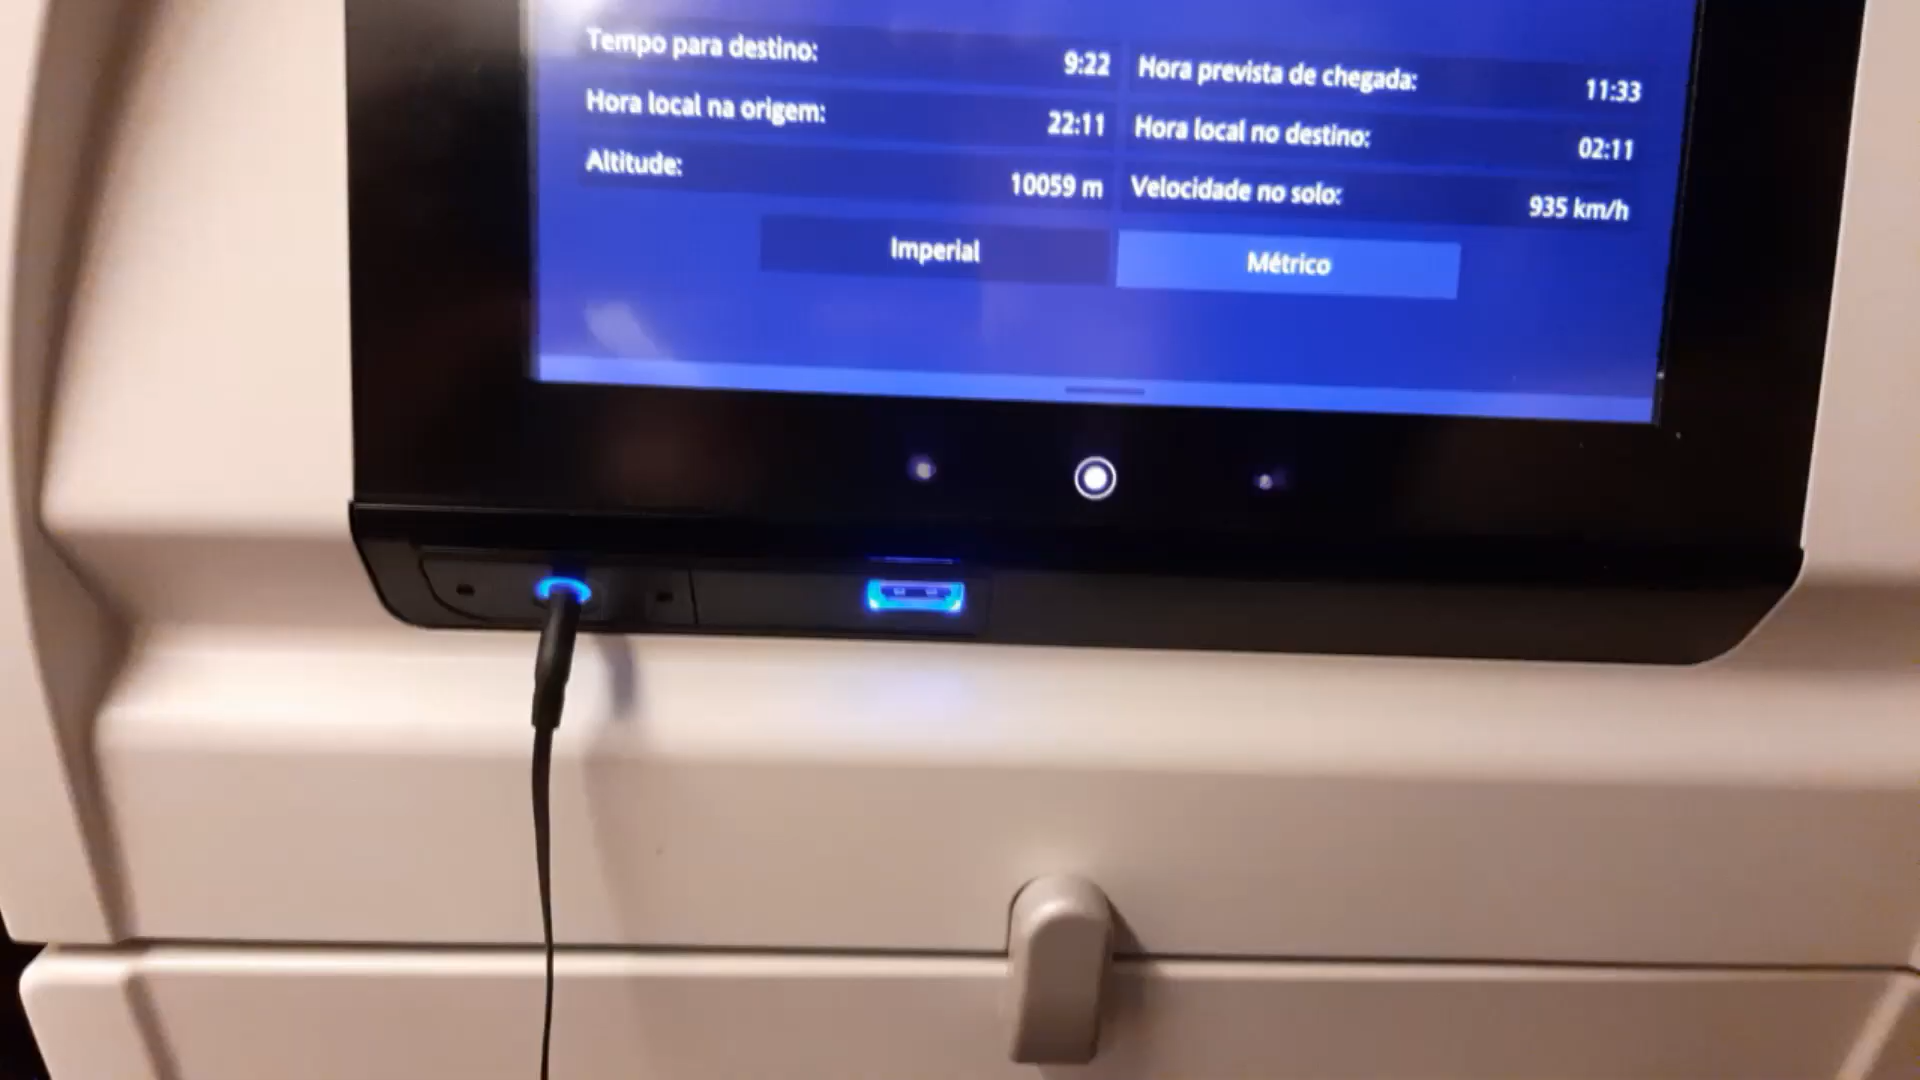 Tempo para destino: 9:22
Hora prevista de chegada: 11:33
Hora local na origem: 22:11
Hora local no destino: 02:11
Altitude: 10059 m
Velocidade no solo: 935 km/h
Imperial
Métrico